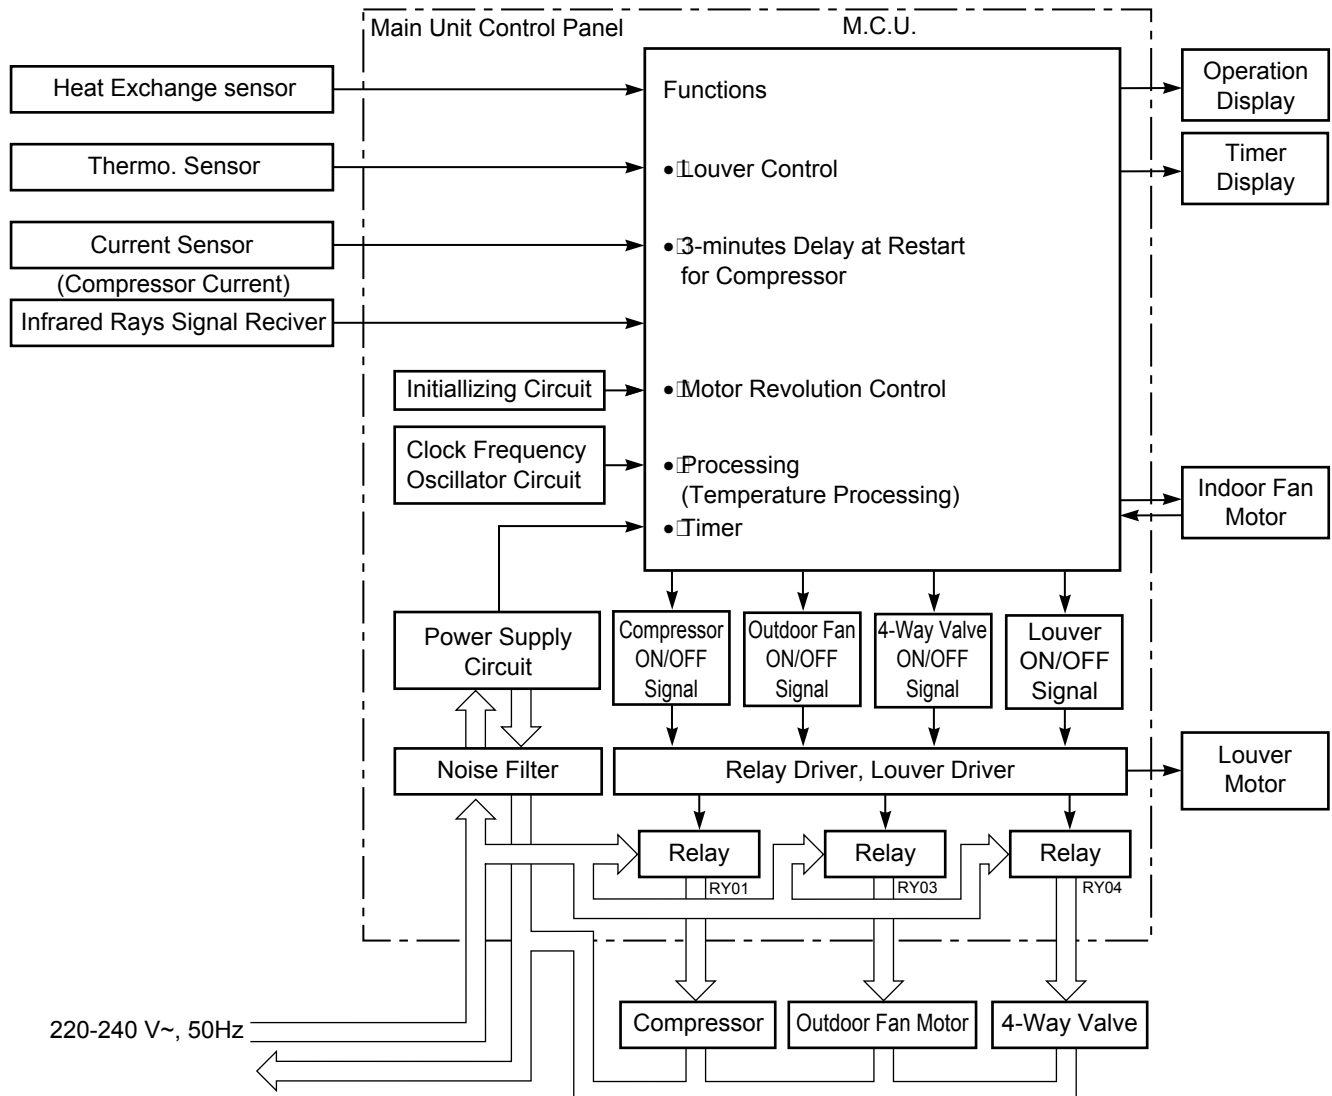 Main Unit Control Panel
M.C.U.
Heat Exchange sensor
Thermo. Sensor
Current Sensor
(Compressor Current)
Infrared Rays Signal Reciver
Functions
• Louver Control
• 3-minutes Delay at Restart
for Compressor
• Motor Revolution Control
• Processing
(Temperature Processing)
• Timer
Initiallizing Circuit
Clock Frequency
Oscillator Circuit
Operation
Display
Timer
Display
Indoor Fan
Motor
Power Supply
Circuit
Compressor
ON/OFF
Signal
Outdoor Fan
ON/OFF
Signal
4-Way Valve
ON/OFF
Signal
Louver
ON/OFF
Signal
Noise Filter
Relay Driver, Louver Driver
Louver
Motor
Relay
RY01
Relay
RY03
Relay
RY04
220-240 V~, 50Hz
Compressor
Outdoor Fan Motor
4-Way Valve